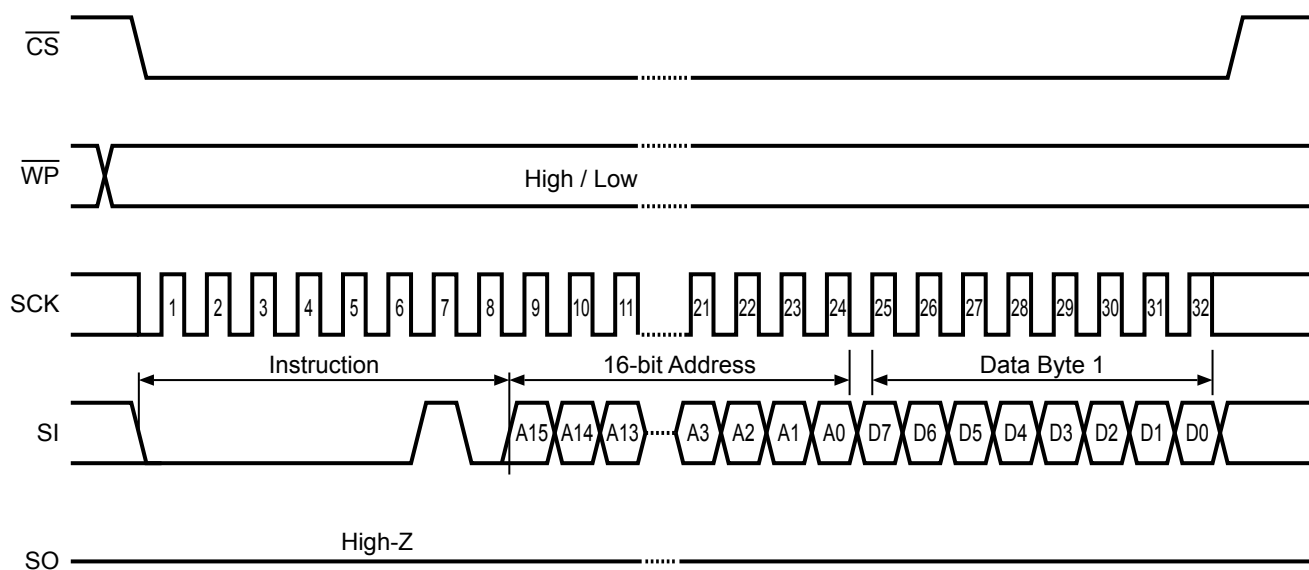 CS
WP
High / Low
SCK
1 2 3 4 5 6 7 8 9 10 11 21 22 23 24 25 26 27 28 29 30 31 32
Instruction 16-bit Address Data Byte 1
SI
A15 A14 A13 A3 A2 A1 A0 D7 D6 D5 D4 D3 D2 D1 D0
High-Z
SO